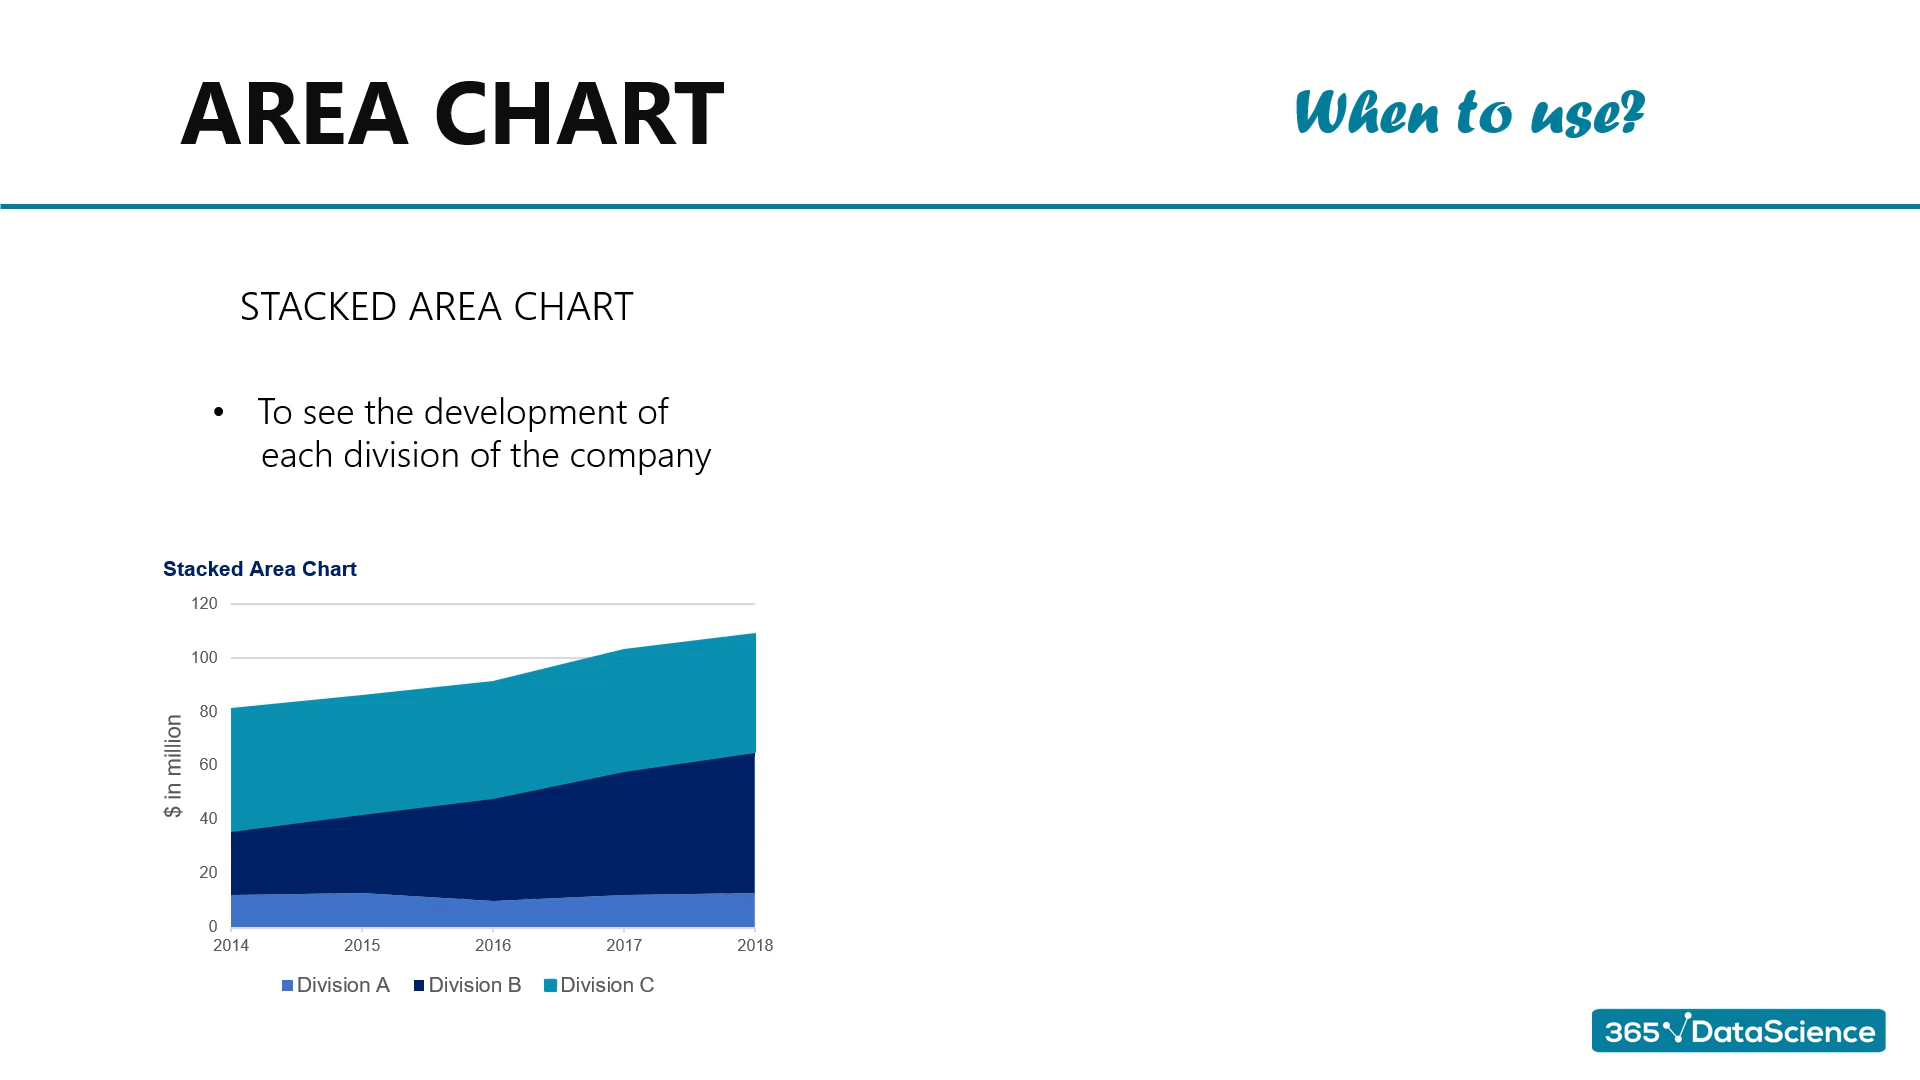 AREA CHART
When to use?
STACKED AREA CHART
• To see the development of
each division of the company
Stacked Area Chart
120
100
80
60
40
20
0
$ in million
2014 2015 2016 2017 2018
Division A Division B Division C
365 DataScience